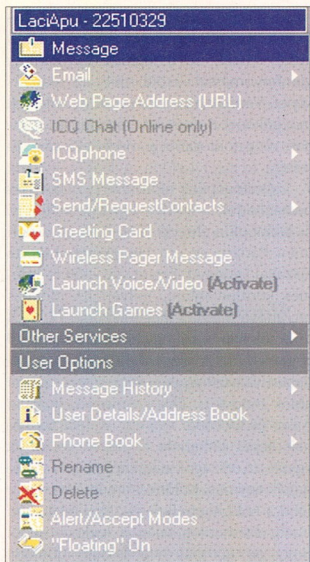 LaciApu - 22510329
Message
Email
Web Page Address (URL)
ICQ Chat (Online only)
ICQphone
SMS Message
Send/RequestContacts
Greeting Card
Wireless Pager Message
Launch Voice/Video (Activate)
Launch Games (Activate)
Other Services
User Options
Message History
User Details/Address Book
Phone Book
Rename
Delete
Alert/Accept Modes
"Floating" On